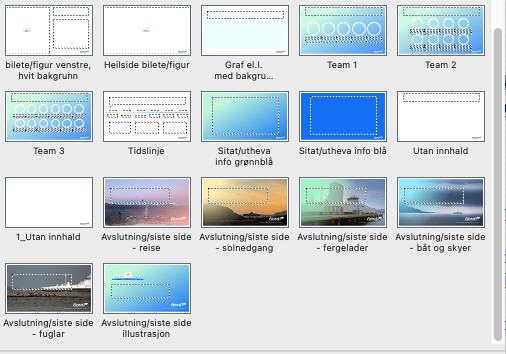 bilete/figur venstre,
hvit bakgrunn
Heilside bilete/figur
Graf el.l.
med bakgru...
Team 1
Team 2
Team 3
Tidslinje
Sitat/utheva
info grønnblå
Sitat/utheva info blå
Utan innhald
1_Utan innhald
Avslutning/siste side
- reise
Avslutning/siste side
- solnedgang
Avslutning/siste side
- fergelader
Avslutning/siste side
- båt og skyer
Avslutning/siste side
- fuglar
Avslutning/siste side
illustrasjon